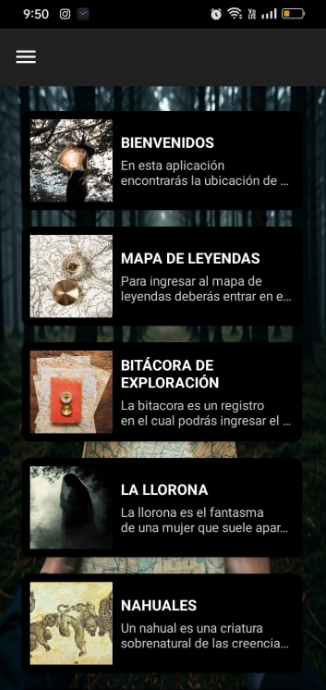 9:50
BIENVENIDOS
En esta aplicación
encontrarás la ubicación de ...
MAPA DE LEYENDAS
Para ingresar al mapa de
leyendas deberás entrar en e...
BITÁCORA DE
EXPLORACIÓN
La bitacora es un registro
en el cual podrás ingresar el ...
LA LLORONA
La llorona es el fantasma
de una mujer que suele apar...
NAHUALES
Un nahual es una criatura
sobrenatural de las creencia...